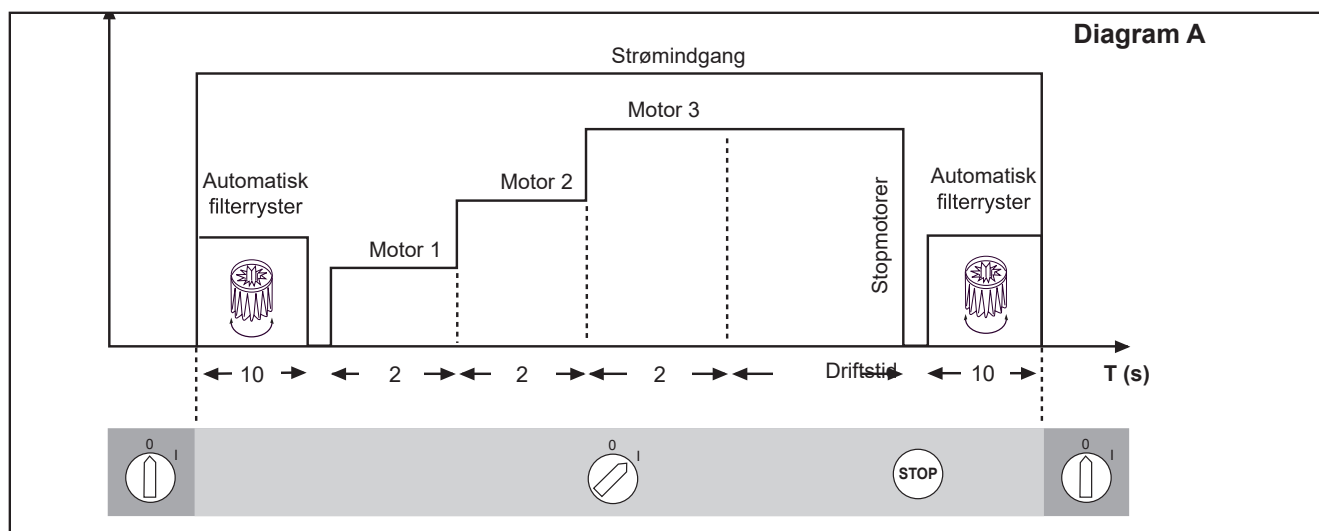 Diagram A
Strømindgang
Motor 3
Automatisk
filterryster
Motor 2
Motor 1
Stopmotorer
Automatisk
filterryster
10
2
2
2
Driftstid
10
T (s)
0
I
0
I
STOP
0
I